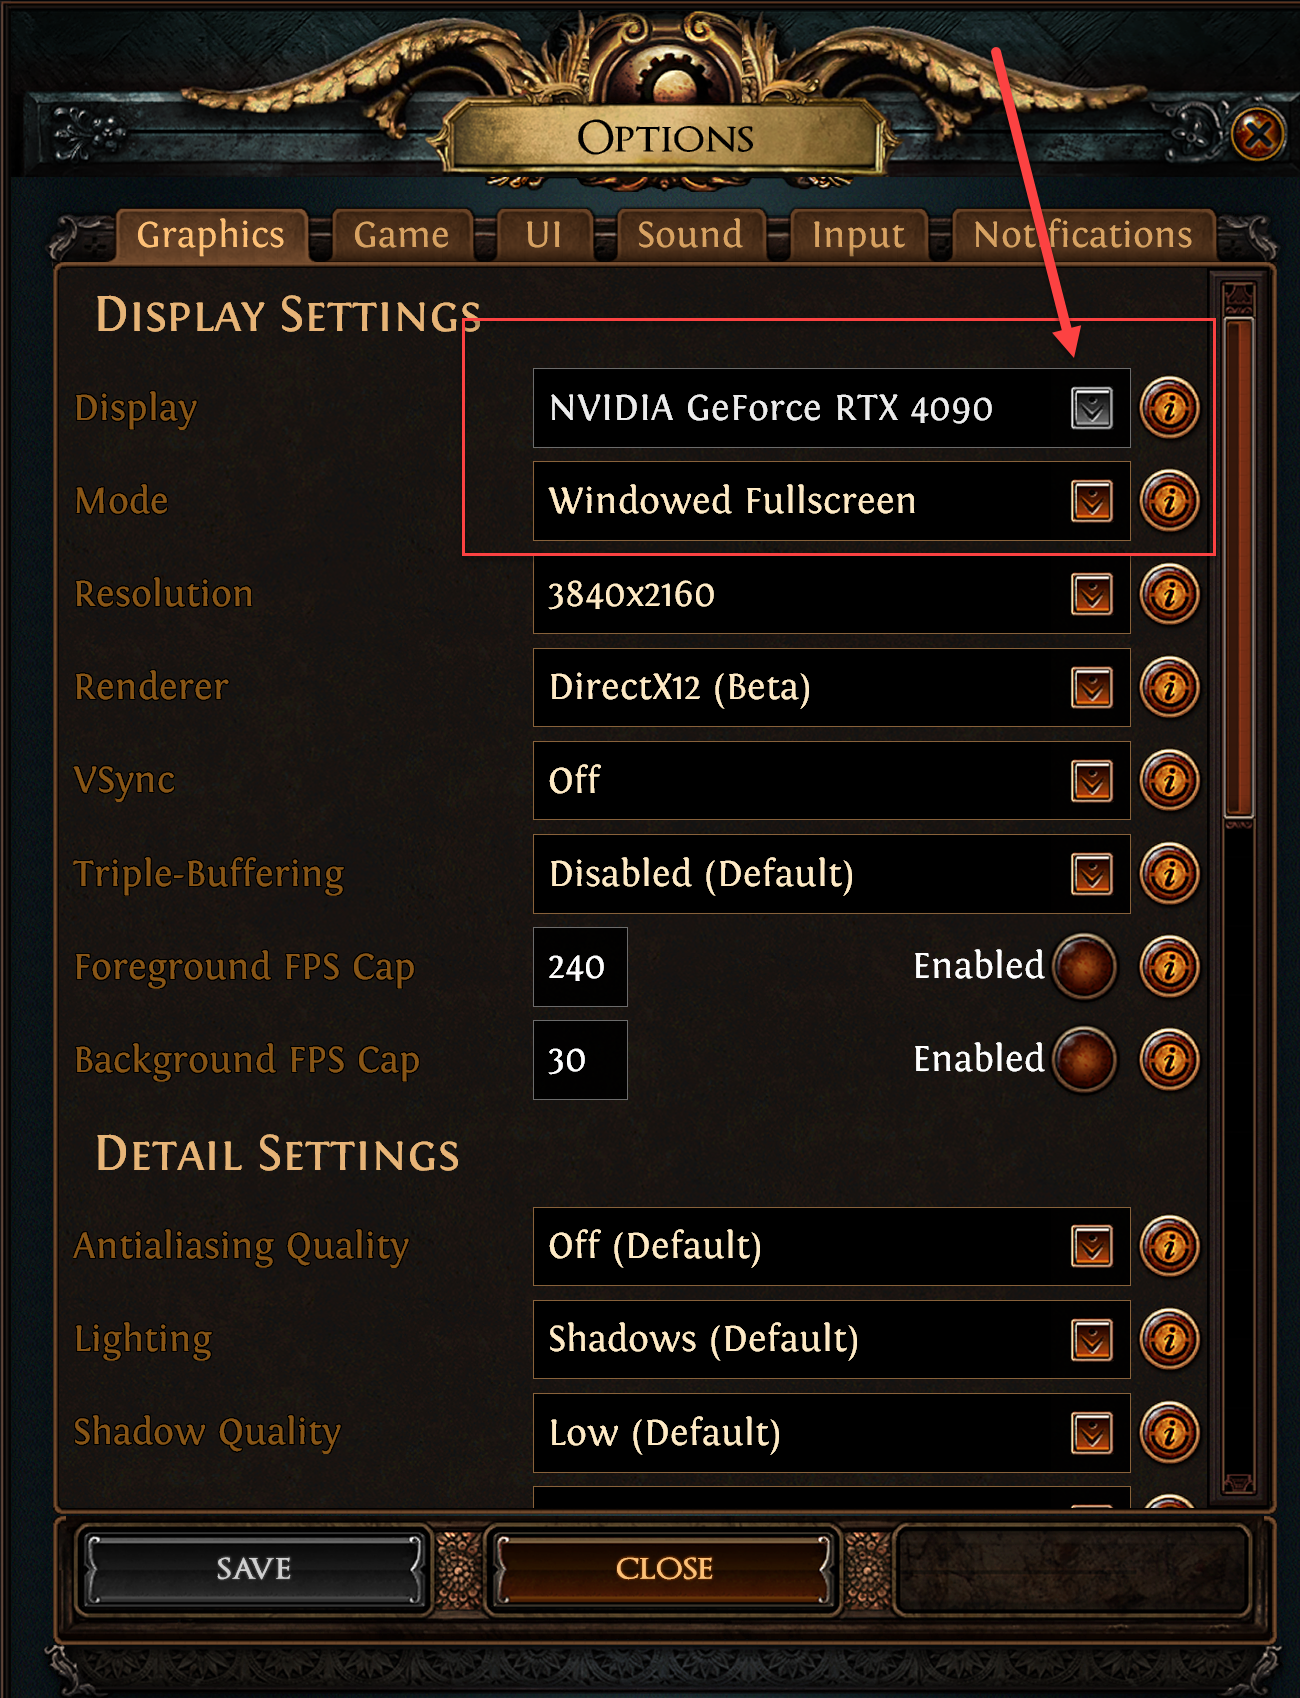 Options
Graphics Game UI Sound Input Notifications
Display Settings
Display NVIDIA GeForce RTX 4090
Mode Windowed Fullscreen
Resolution 3840x2160
Renderer DirectX12 (Beta)
VSync Off
Triple-Buffering Disabled (Default)
Foreground FPS Cap 240 Enabled
Background FPS Cap 30 Enabled
Detail Settings
Antialiasing Quality Off (Default)
Lighting Shadows (Default)
Shadow Quality Low (Default)
SAVE CLOSE